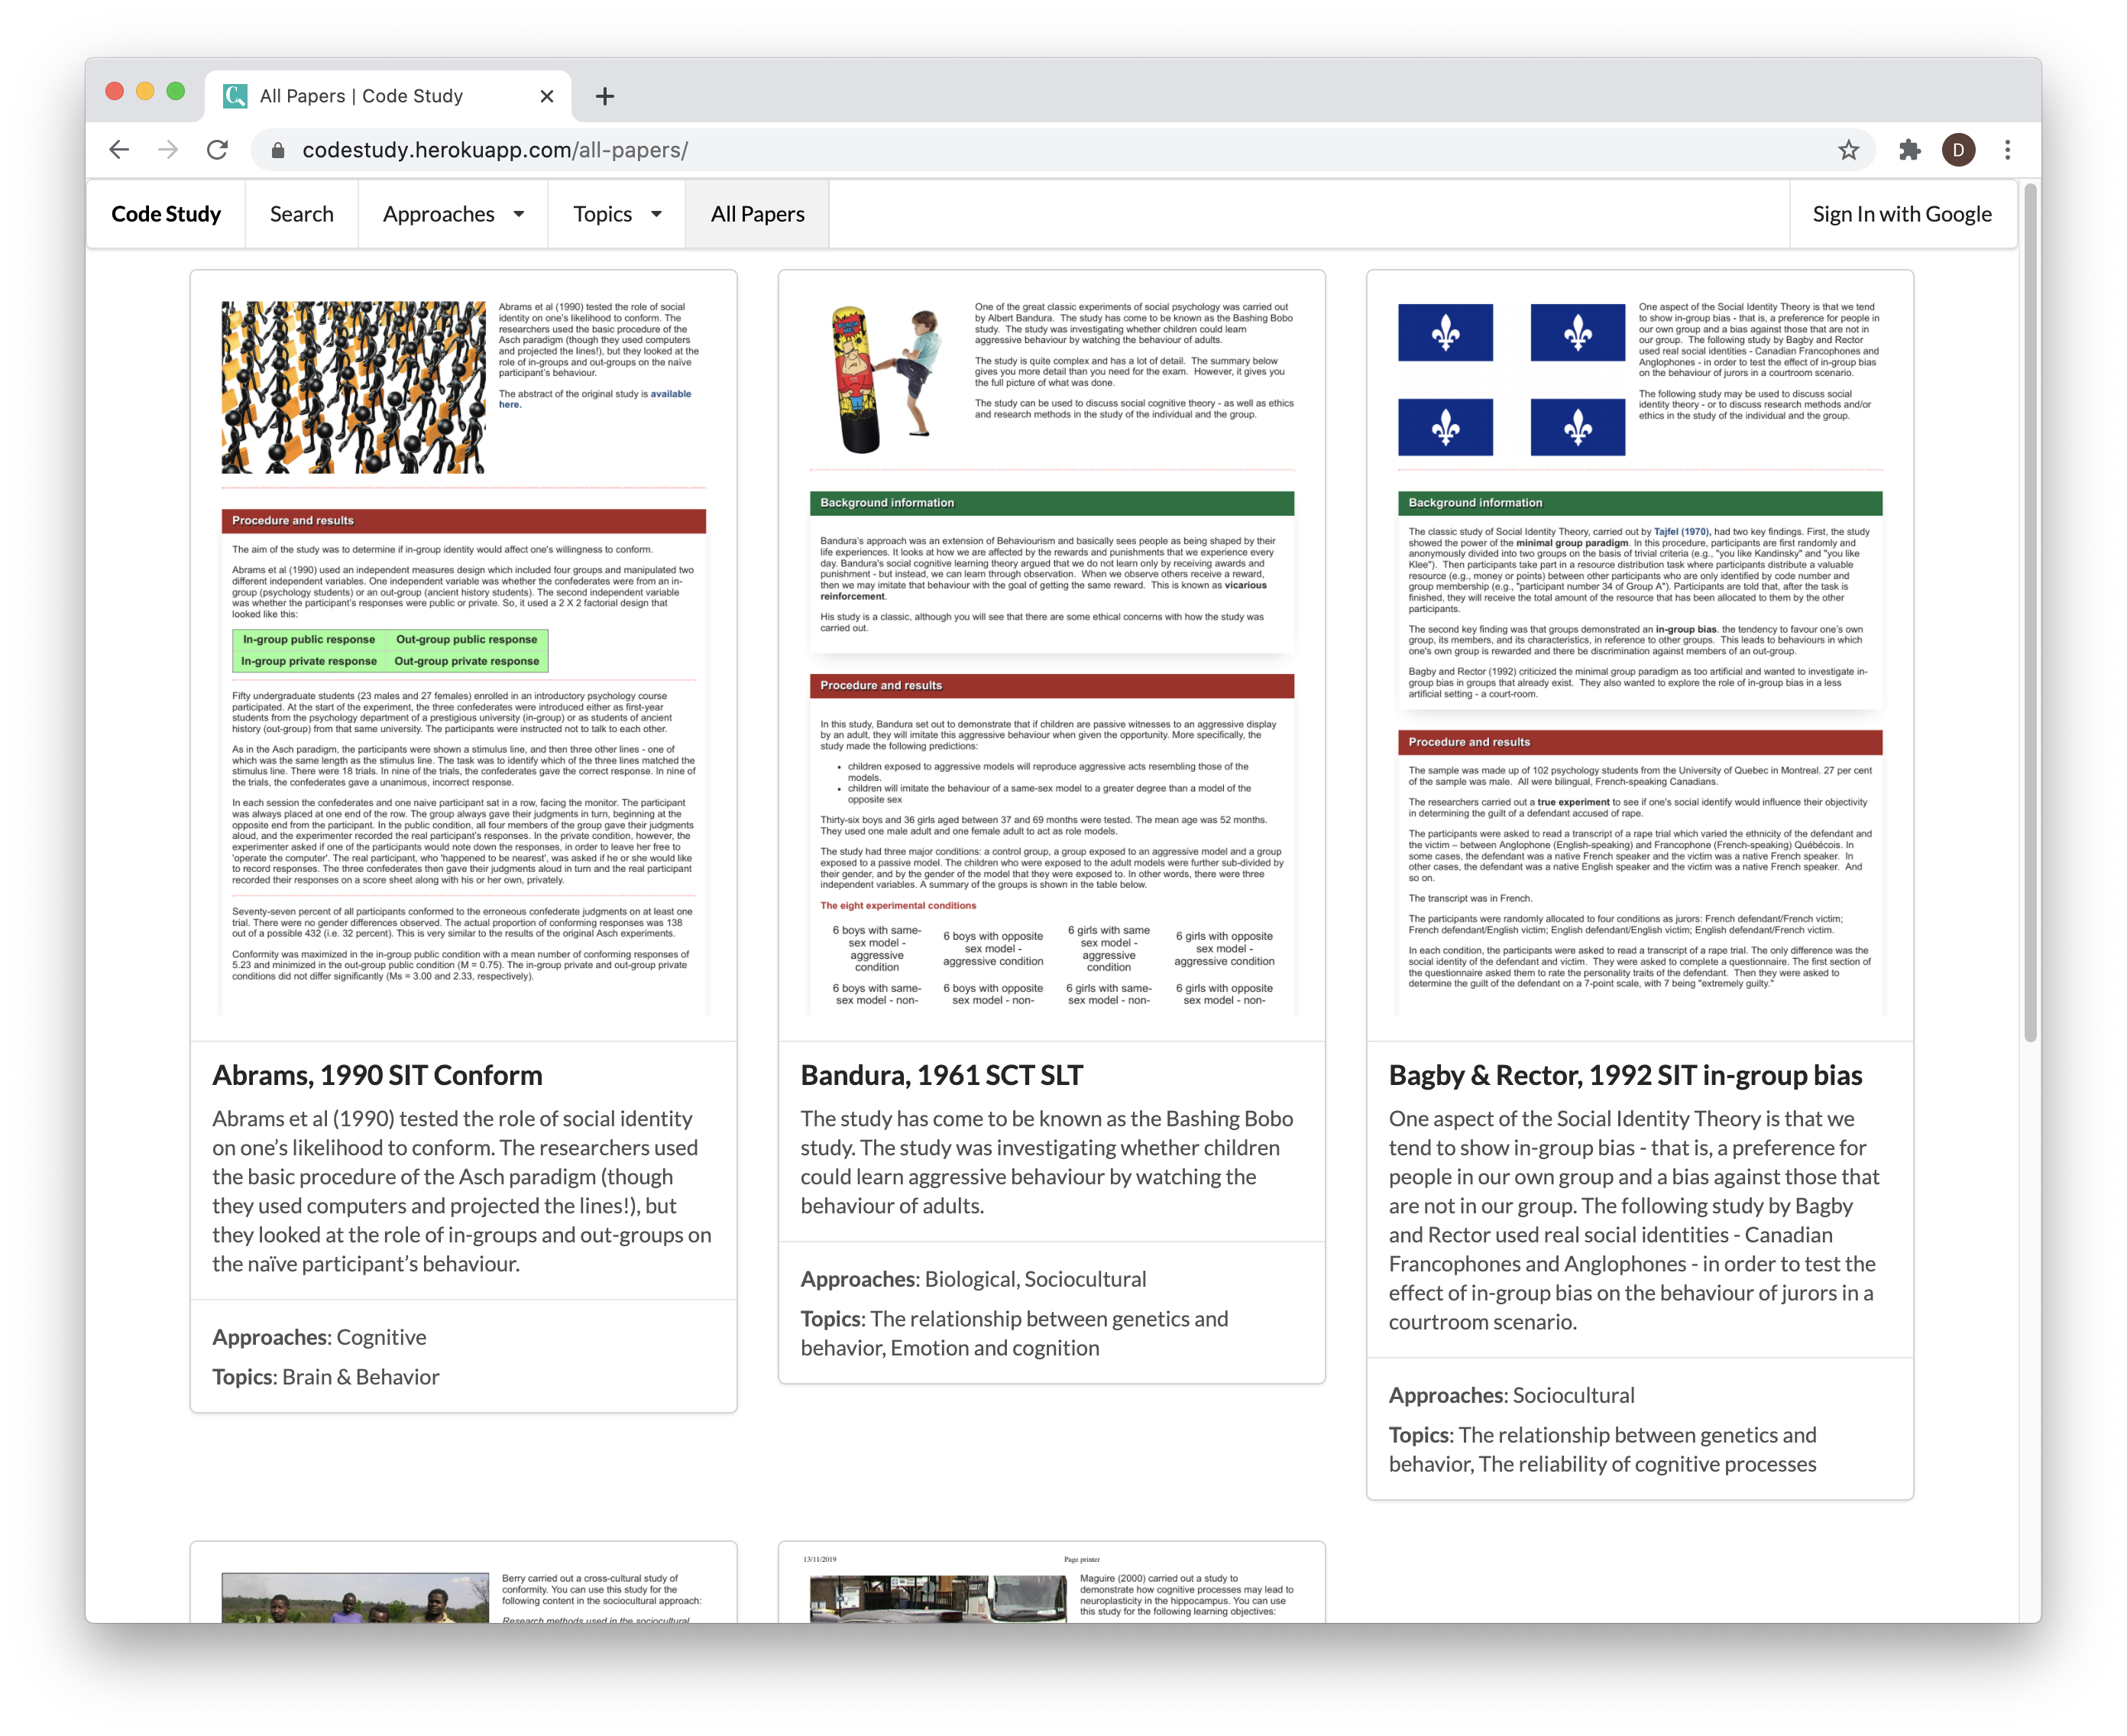 All Papers | Code Study
codestudy.herokuapp.com/all-papers/
D
Code Study
Search
Approaches
Topics
All Papers
Sign In with Google
Abrams et al (1990) tested the role of social
identity on one's likelihood to conform. The
researchers used the basic procedure of the
Asch paradigm (though they used computers
and projected the lines!), but they looked at the
role of in-groups and out-groups on the naïve
participant's behaviour.
The abstract of the original study is available
here.
Procedure and results
The aim of the study was to determine if in-group identity would affect one's willingness to conform.
Abrams et al (1990) used an independent measures design which included four groups and manipulated two
different independent variables. One independent variable was whether the confederates were from an in-
group (psychology students) or an out-group (ancient history students). The second independent variable
was whether the participant's responses were public or private. So, it used a 2 X 2 factorial design that
looked like this:
In-group public response Out-group public response
In-group private response Out-group private response
Fifty undergraduate students (23 males and 27 females) enrolled in an introductory psychology course
participated. At the start of the experiment, the three confederates were introduced either as first-year
students from the psychology department of a prestigious university (in-group) or as students of ancient
history (out-group) from that same university. The participants were instructed not to talk to each other.
As in the Asch paradigm, the participants were shown a stimulus line, and then three other lines - one of
which was the same length as the stimulus line. The task was to identify which of the three lines matched the
stimulus line. There were 18 trials. In nine of the trials, the confederates gave the correct response. In nine of
the trials, the confederates gave a unanimous, incorrect response.
In each session the confederates and one naive participant sat in a row, facing the monitor. The participant
was always placed at one end of the row. The group always gave their judgments in turn, beginning at the
opposite end from the participant. In the public condition, all four members of the group gave their judgments
aloud, and the experimenter recorded the real participant's responses. In the private condition, however, the
experimenter asked if one of the participants would note down the responses, in order to leave her free to
'operate the computer'. The real participant, who 'happened to be nearest', was asked if he or she would like
to record responses. The three confederates then gave their judgments aloud in turn and the real participant
recorded their responses on a score sheet along with his or her own, privately.
Seventy-seven percent of all participants conformed to the erroneous confederate judgments on at least one
trial. There were no gender differences observed. The actual proportion of conforming responses was 138
out of a possible 432 (i.e. 32 percent). This is very similar to the results of the original Asch experiments.
Conformity was maximized in the in-group public condition with a mean number of conforming responses of
5.23 and minimized in the out-group public condition (M = 0.75). The in-group private and out-group private
conditions did not differ significantly (Ms = 3.00 and 2.33, respectively).
Abrams, 1990 SIT Conform
Abrams et al (1990) tested the role of social identity
on one's likelihood to conform. The researchers used
the basic procedure of the Asch paradigm (though
they used computers and projected the lines!), but
they looked at the role of in-groups and out-groups on
the naïve participant's behaviour.
Approaches: Cognitive
Topics: Brain & Behavior
One of the great classic experiments of social psychology was carried out
by Albert Bandura. The study has come to be known as the Bashing Bobo
study. The study was investigating whether children could learn
aggressive behaviour by watching the behaviour of adults.
The study is quite complex and has a lot of detail. The summary below
gives you more detail than you need for the exam. However, it gives you
the full picture of what was done.
The study can be used to discuss social cognitive theory - as well as ethics
and research methods in the study of the individual and the group.
Background information
Bandura's approach was an extension of Behaviourism and basically sees people as being shaped by their
life experiences. It looks at how we are affected by the rewards and punishments that we experience every
day. Bandura's social cognitive learning theory argued that we do not learn only by receiving awards and
punishment - but instead, we can learn through observation. When we observe others receive a reward,
then we may imitate that behaviour with the goal of getting the same reward. This is known as vicarious
reinforcement.
His study is a classic, although you will see that there are some ethical concerns with how the study was
carried out.
Procedure and results
In this study, Bandura set out to demonstrate that if children are passive witnesses to an aggressive display
by an adult, they will imitate this aggressive behaviour when given the opportunity. More specifically, the
study made the following predictions:
• children exposed to aggressive models will reproduce aggressive acts resembling those of the
models.
• children will imitate the behaviour of a same-sex model to a greater degree than a model of the
opposite sex
Thirty-six boys and 36 girls aged between 37 and 69 months were tested. The mean age was 52 months.
They used one male adult and one female adult to act as role models.
The study had three major conditions: a control group, a group exposed to an aggressive model and a group
exposed to a passive model. The children who were exposed to the adult models were further sub-divided by
their gender, and by the gender of the model that they were exposed to. In other words, there were three
independent variables. A summary of the groups is shown in the table below.
The eight experimental conditions
6 boys with same-
sex model -
aggressive
condition
6 boys with opposite
sex model -
aggressive condition
6 girls with same
sex model -
aggressive
condition
6 girls with opposite
sex model -
aggressive condition
6 boys with same-
sex model - non-
6 boys with opposite
sex model - non-
6 girls with same-
sex model - non-
6 girls with opposite
sex model - non-
Bandura, 1961 SCT SLT
The study has come to be known as the Bashing Bobo
study. The study was investigating whether children
could learn aggressive behaviour by watching the
behaviour of adults.
Approaches: Biological, Sociocultural
Topics: The relationship between genetics and
behavior, Emotion and cognition
One aspect of the Social Identity Theory is that we tend
to show in-group bias - that is, a preference for people in
our own group and a bias against those that are not in
our group. The following study by Bagby and Rector
used real social identities - Canadian Francophones and
Anglophones - in order to test the effect of in-group bias
on the behaviour of jurors in a courtroom scenario.
The following study may be used to discuss social
identity theory - or to discuss research methods and/or
ethics in the study of the individual and the group.
Background information
The classic study of Social Identity Theory, carried out by Tajfel (1970), had two key findings. First, the study
showed the power of the minimal group paradigm. In this procedure, participants are first randomly and
anonymously divided into two groups on the basis of trivial criteria (e.g., "you like Kandinsky" and "you like
Klee"). Then participants take part in a resource distribution task where participants distribute a valuable
resource (e.g., money or points) between other participants who are only identified by code number and
group membership (e.g., "participant number 34 of Group A"). Participants are told that, after the task is
finished, they will receive the total amount of the resource that has been allocated to them by the other
participants.
The second key finding was that groups demonstrated an in-group bias. the tendency to favour one's own
group, its members, and its characteristics, in reference to other groups. This leads to behaviours in which
one's own group is rewarded and there be discrimination against members of an out-group.
Bagby and Rector (1992) criticized the minimal group paradigm as too artificial and wanted to investigate in-
group bias in groups that already exist. They also wanted to explore the role of in-group bias in a less
artificial setting - a court-room.
Procedure and results
The sample was made up of 102 psychology students from the University of Quebec in Montreal. 27 per cent
of the sample was male. All were bilingual, French-speaking Canadians.
The researchers carried out a true experiment to see if one's social identify would influence their objectivity
in determining the guilt of a defendant accused of rape.
The participants were asked to read a transcript of a rape trial which varied the ethnicity of the defendant and
the victim – between Anglophone (English-speaking) and Francophone (French-speaking) Québécois. In
some cases, the defendant was a native French speaker and the victim was a native French speaker. In
other cases, the defendant was a native English speaker and the victim was a native French speaker. And
so on.
The transcript was in French.
The participants were randomly allocated to four conditions as jurors: French defendant/French victim;
French defendant/English victim; English defendant/English victim; English defendant/French victim.
In each condition, the participants were asked to read a transcript of a rape trial. The only difference was the
social identity of the defendant and victim. They were asked to complete a questionnaire. The first section of
the questionnaire asked them to rate the personality traits of the defendant. Then they were asked to
determine the guilt of the defendant on a 7-point scale, with 7 being "extremely guilty."
Bagby & Rector, 1992 SIT in-group bias
One aspect of the Social Identity Theory is that we
tend to show in-group bias - that is, a preference for
people in our own group and a bias against those that
are not in our group. The following study by Bagby
and Rector used real social identities - Canadian
Francophones and Anglophones - in order to test the
effect of in-group bias on the behaviour of jurors in a
courtroom scenario.
Approaches: Sociocultural
Topics: The relationship between genetics and
behavior, The reliability of cognitive processes
Berry carried out a cross-cultural study of
conformity. You can use this study for the
following content in the sociocultural approach:
Research methods used in the sociocultural
13/11/2019 Page printer
Maguire (2000) carried out a study to
demonstrate how cognitive processes may lead to
neuroplasticity in the hippocampus. You can use
this study for the following learning objectives: